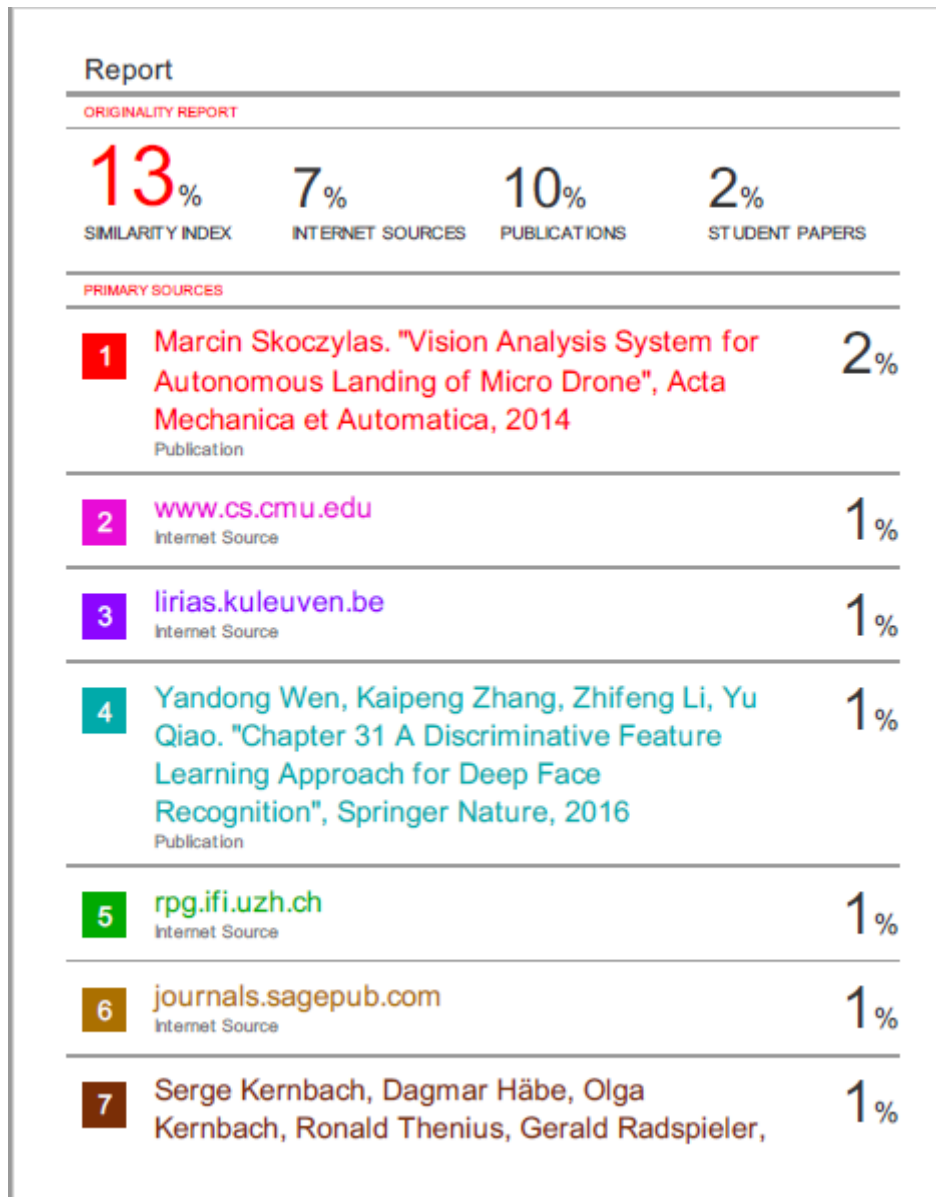 Report
ORIGINALITY REPORT
13% 7% 10% 2%
SIMILARITY INDEX INTERNET SOURCES PUBLICATIONS STUDENT PAPERS
PRIMARY SOURCES
1 Marcin Skoczylas. "Vision Analysis System for 2%
Autonomous Landing of Micro Drone", Acta
Mechanica et Automatica, 2014
Publication
2 www.cs.cmu.edu 1%
Internet Source
3 lirias.kuleuven.be 1%
Internet Source
4 Yandong Wen, Kaipeng Zhang, Zhifeng Li, Yu 1%
Qiao. "Chapter 31 A Discriminative Feature
Learning Approach for Deep Face
Recognition", Springer Nature, 2016
Publication
5 rpg.ifi.uzh.ch 1%
Internet Source
6 journals.sagepub.com 1%
Internet Source
7 Serge Kernbach, Dagmar Häbe, Olga 1%
Kernbach, Ronald Thenius, Gerald Radspieler,